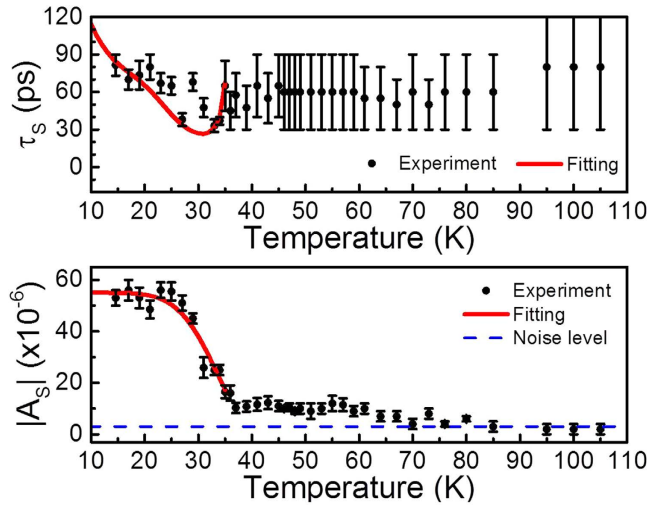 120
90
60
30
0
τS (ps)
Experiment Fitting
10 20 30 40 50 60 70 80 90 100 110
Temperature (K)
60
40
20
0
|AS| (x10-6)
Experiment
Fitting
Noise level
10 20 30 40 50 60 70 80 90 100 110
Temperature (K)